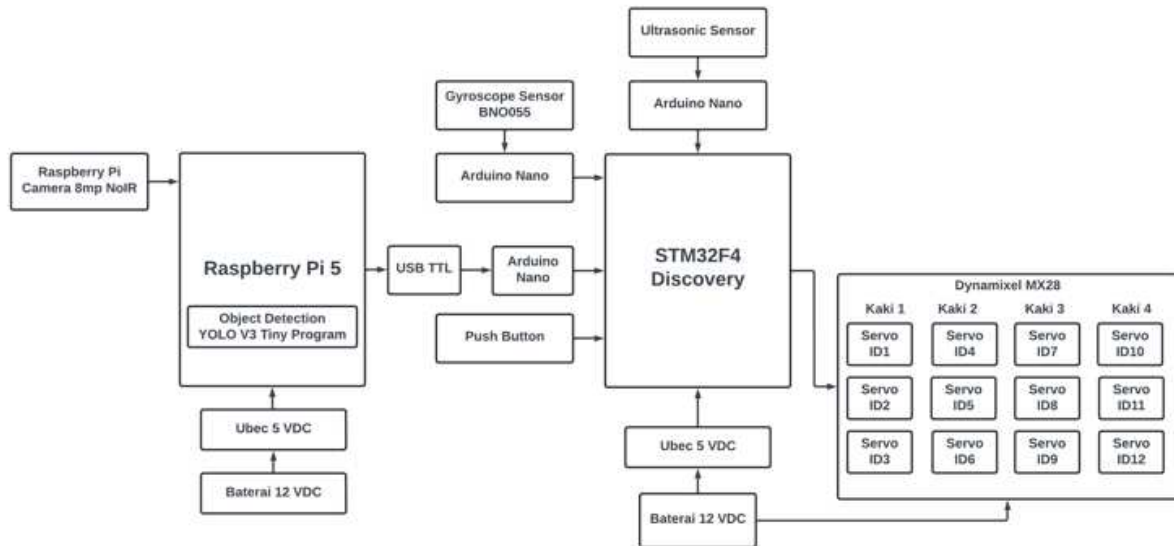 Ultrasonic Sensor
Arduino Nano
Gyroscope Sensor
BNO055
Arduino Nano
Raspberry Pi
Camera 8mp NoIR
Raspberry Pi 5
Object Detection
YOLO V3 Tiny Program
USB TTL
Arduino
Nano
Push Button
STM32F4
Discovery
Ubec 5 VDC
Baterai 12 VDC
Ubec 5 VDC
Baterai 12 VDC
Dynamixel MX28
Kaki 1 Kaki 2 Kaki 3 Kaki 4
Servo
ID1
Servo
ID4
Servo
ID7
Servo
ID10
Servo
ID2
Servo
ID5
Servo
ID8
Servo
ID11
Servo
ID3
Servo
ID6
Servo
ID9
Servo
ID12